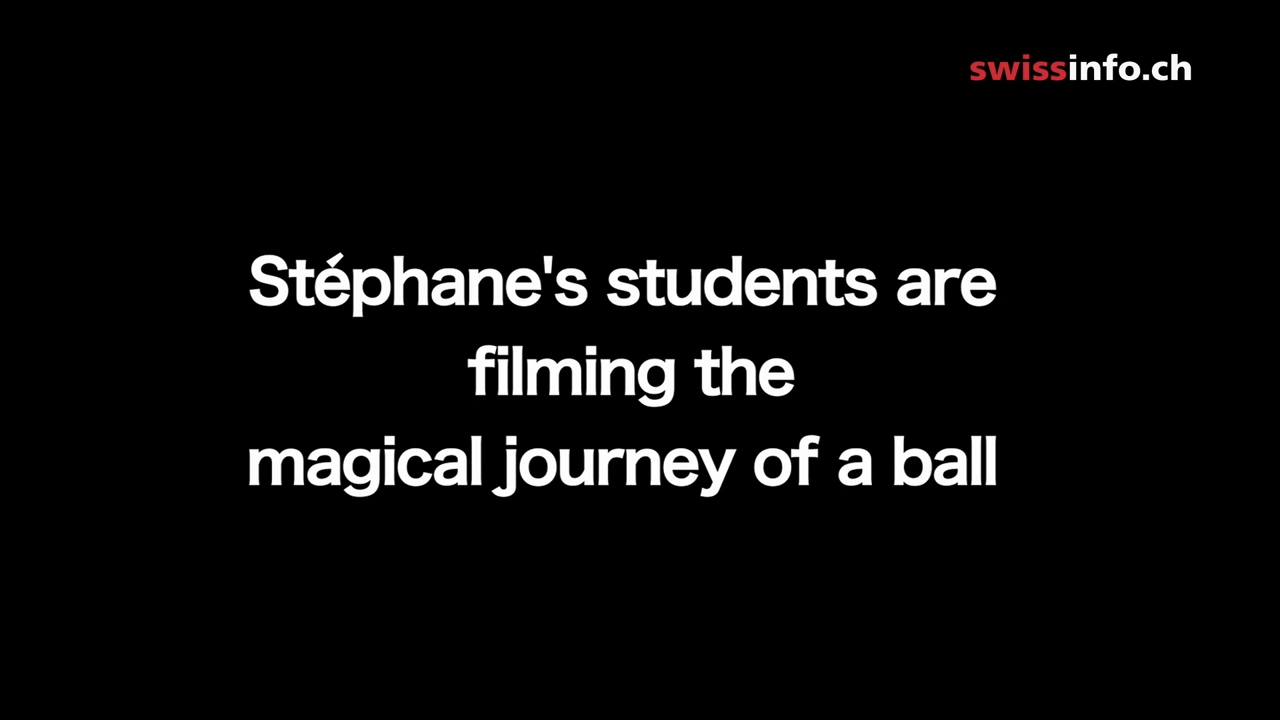 swissinfo.ch
Stéphane's students are
filming the
magical journey of a ball